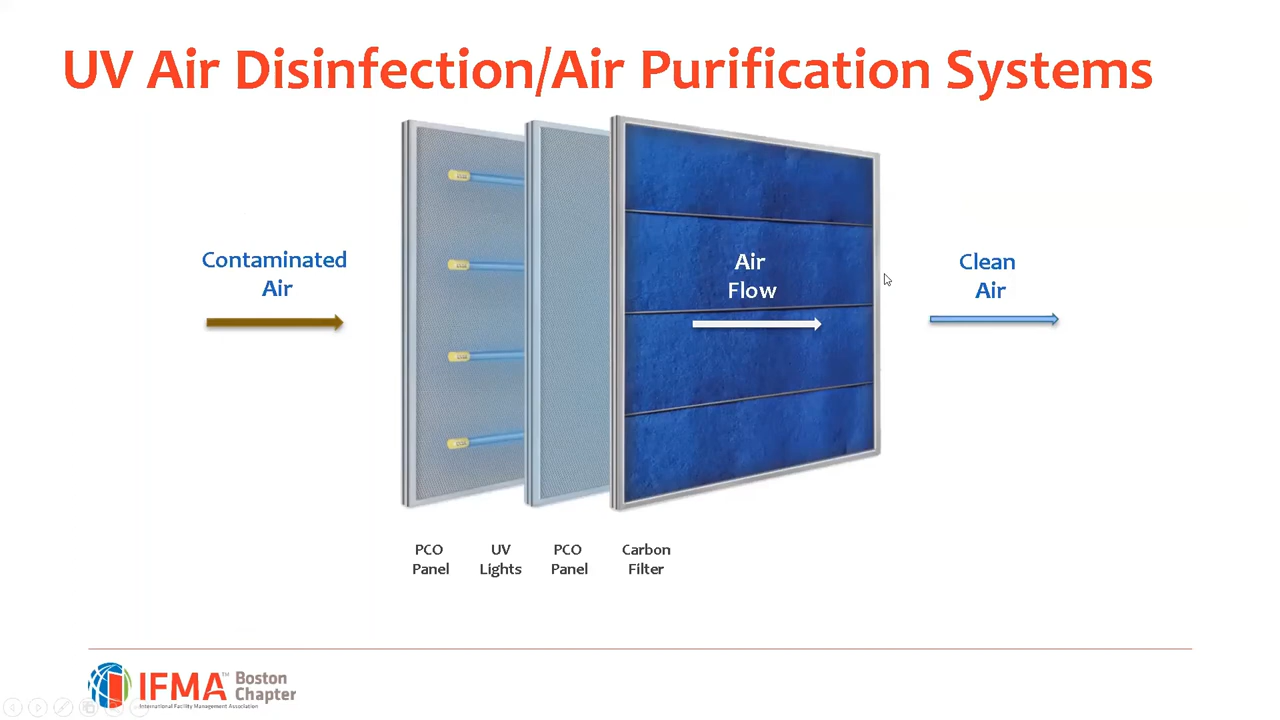 UV Air Disinfection/Air Purification Systems
Contaminated
Air
Air
Flow
Clean
Air
PCO
Panel
UV
Lights
PCO
Panel
Carbon
Filter
IFMA™
Boston
Chapter
International Facility Management Association